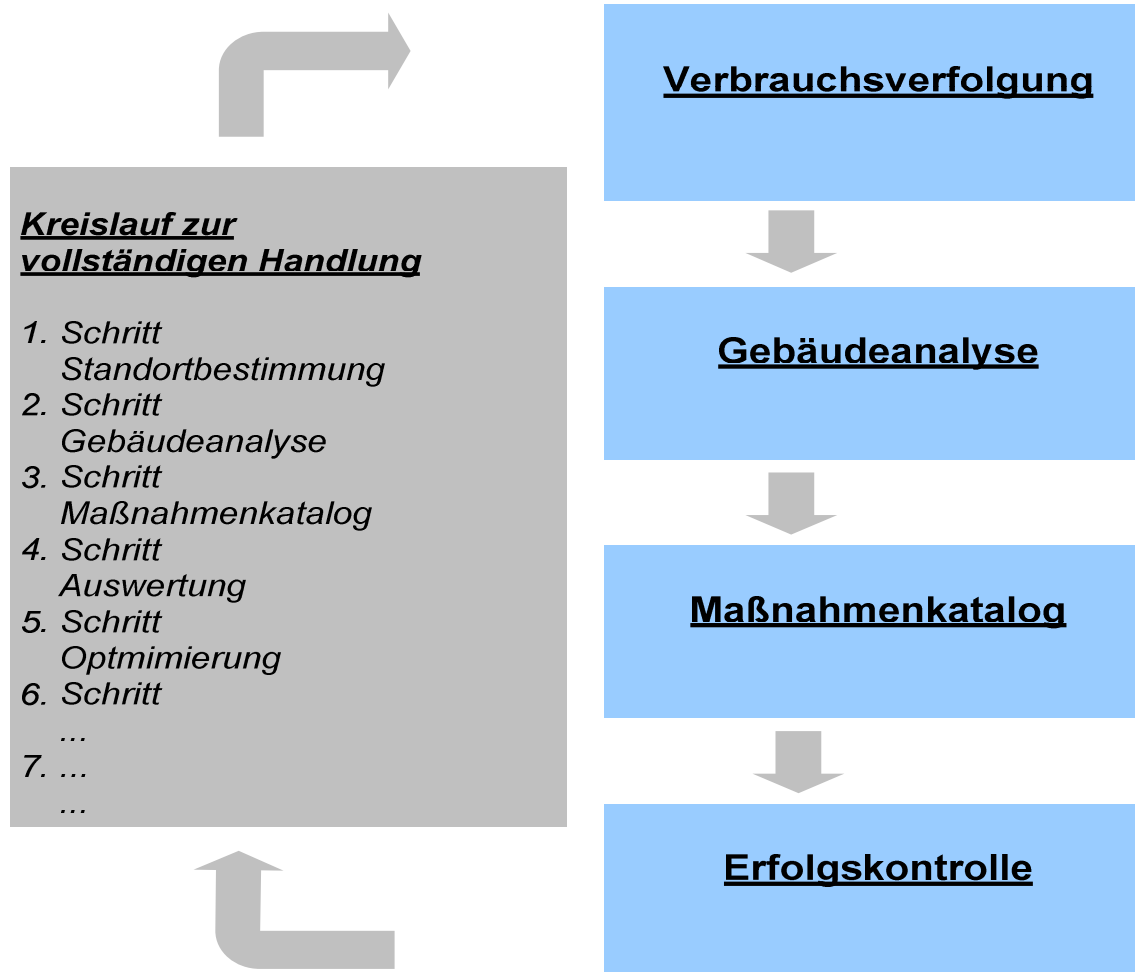 Kreislauf zur
vollständigen Handlung
1. Schritt
Standortbestimmung
2. Schritt
Gebäudeanalyse
3. Schritt
Maßnahmenkatalog
4. Schritt
Auswertung
5. Schritt
Optmimierung
6. Schritt
...
7. ...
...
Verbrauchsverfolgung
Gebäudeanalyse
Maßnahmenkatalog
Erfolgskontrolle